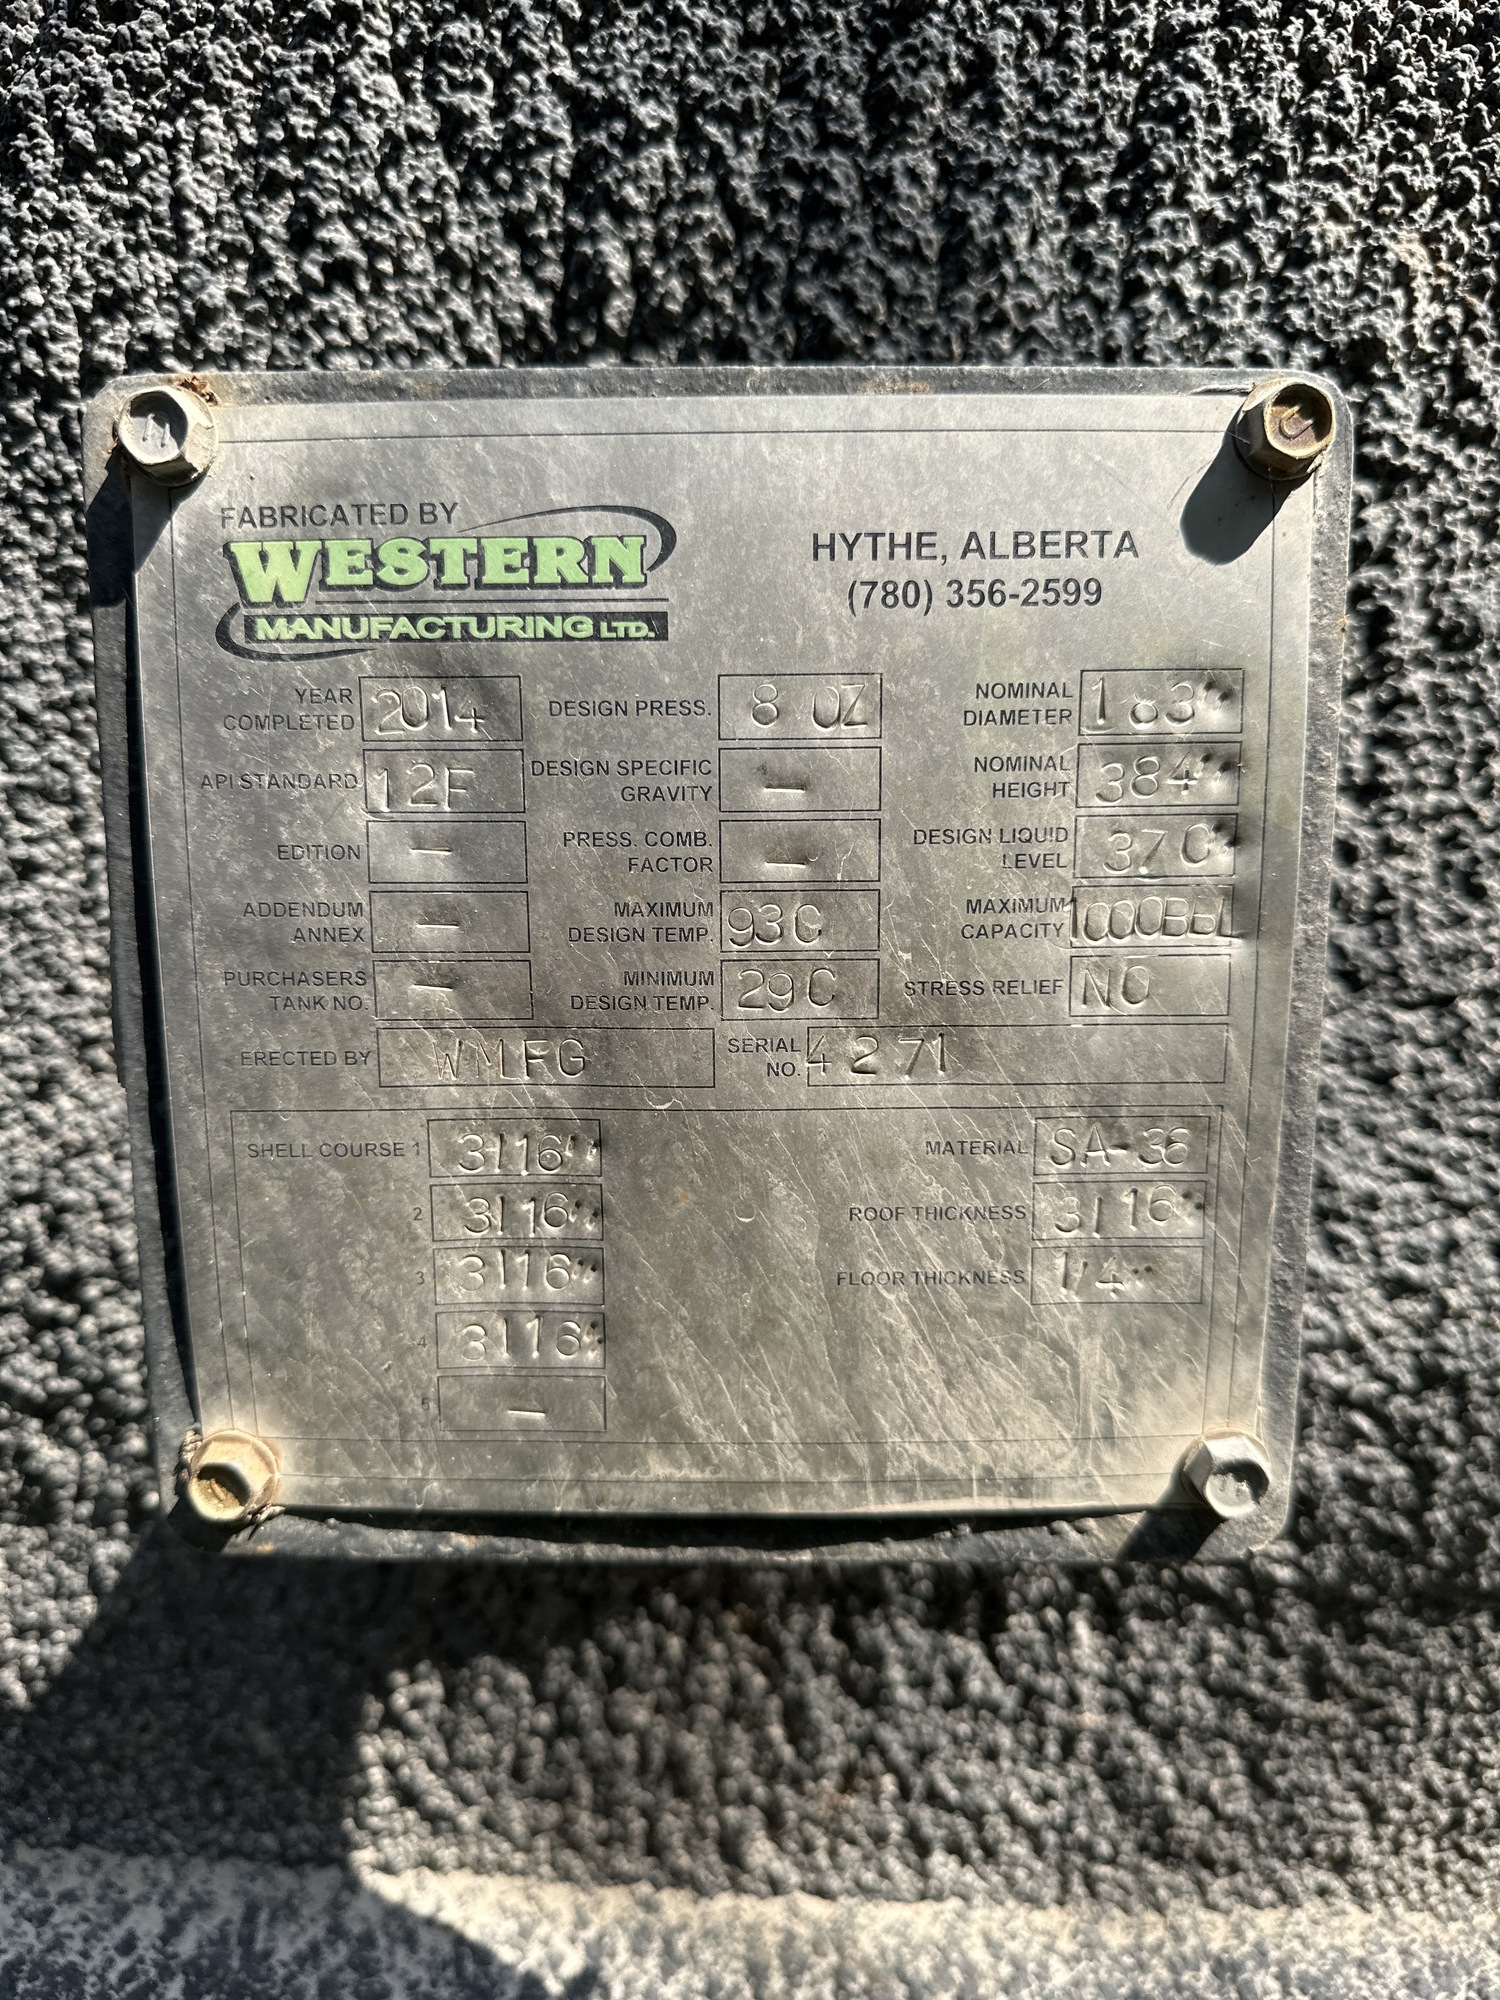 FABRICATED BY
WESTERN
MANUFACTURING LTD.
HYTHE, ALBERTA
(780) 356-2599
YEAR COMPLETED 2014
DESIGN PRESS. 8 OZ
NOMINAL DIAMETER 183"
API STANDARD 12F
DESIGN SPECIFIC GRAVITY —
NOMINAL HEIGHT 384"
EDITION —
PRESS. COMB. FACTOR —
DESIGN LIQUID LEVEL
ADDENDUM ANNEX —
MAXIMUM DESIGN TEMP. 93C
MAXIMUM CAPACITY 1000BBL
PURCHASERS TANK NO. —
MINIMUM DESIGN TEMP. 29C
STRESS RELIEF NO
ERECTED BY WMFG
SERIAL NO. 4271
SHELL COURSE 1 3/16"
MATERIAL SA-36
2 3/16"
ROOF THICKNESS 3/16"
3 3/16"
FLOOR THICKNESS 1/4"
4 3/16"
5 —